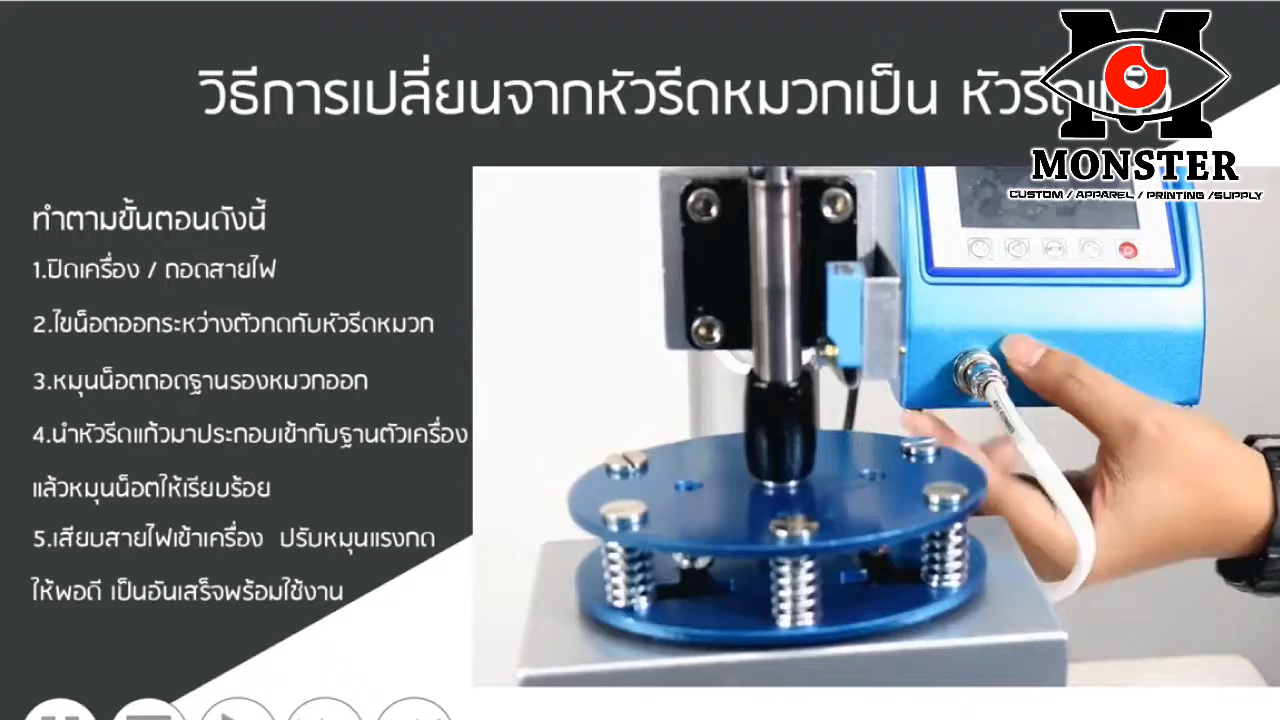 วิธีการเปลี่ยนจากหัวรีดหมวกเป็น
MONSTER
CUSTOM / APPAREL / PRINTING /SUPPLY
ทำตามขั้นตอนดังนี้
1.ปิดเครื่อง / ถอดสายไฟ
2.ไขน็อตออกระหว่างตัวกดกับหัวรีดหมวก
3.หมุนน็อตถอดฐานรองหมวกออก
4.นำหัวรีดแก้วมาประกอบเข้ากับฐานตัวเครื่อง
แล้วหมุนน็อตให้เรียบร้อย
5.เสียบสายไฟเข้าเครื่อง ปรับหมุนแรงกด
ให้พอดี เป็นอันเสร็จพร้อมใช้งาน